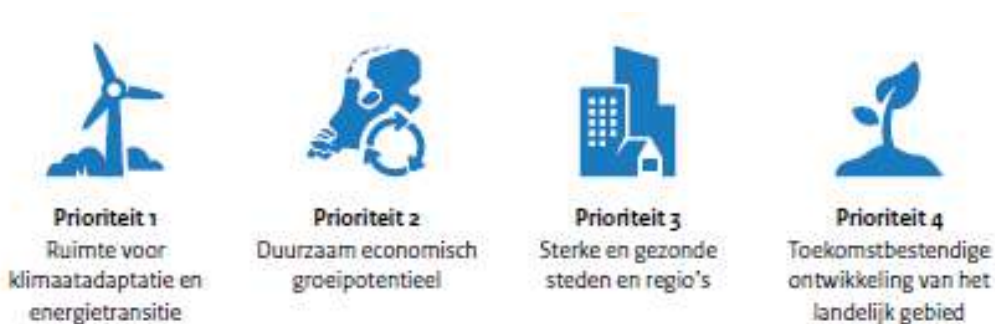 Prioriteit 1
Ruimte voor
klimaatadaptatie en
energietransitie
Prioriteit 2
Duurzaam economisch
groeipotentieel
Prioriteit 3
Sterke en gezonde
steden en regio's
Prioriteit 4
Toekomstbestendige
ontwikkeling van het
landelijk gebied